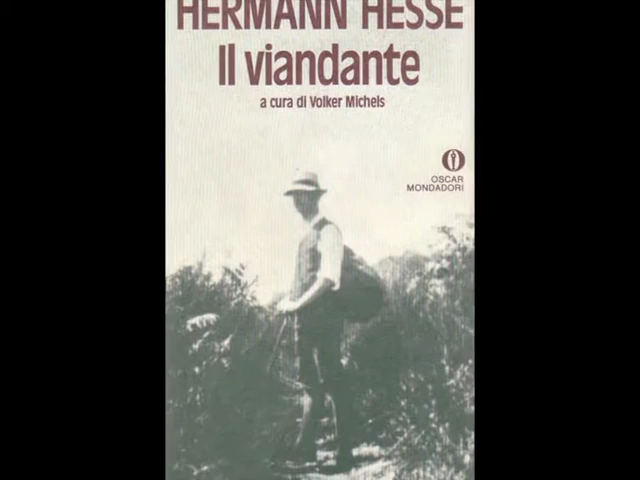 HERMANN HESSE
Il viandante
a cura di Volker Michels
OSCAR
MONDADORI